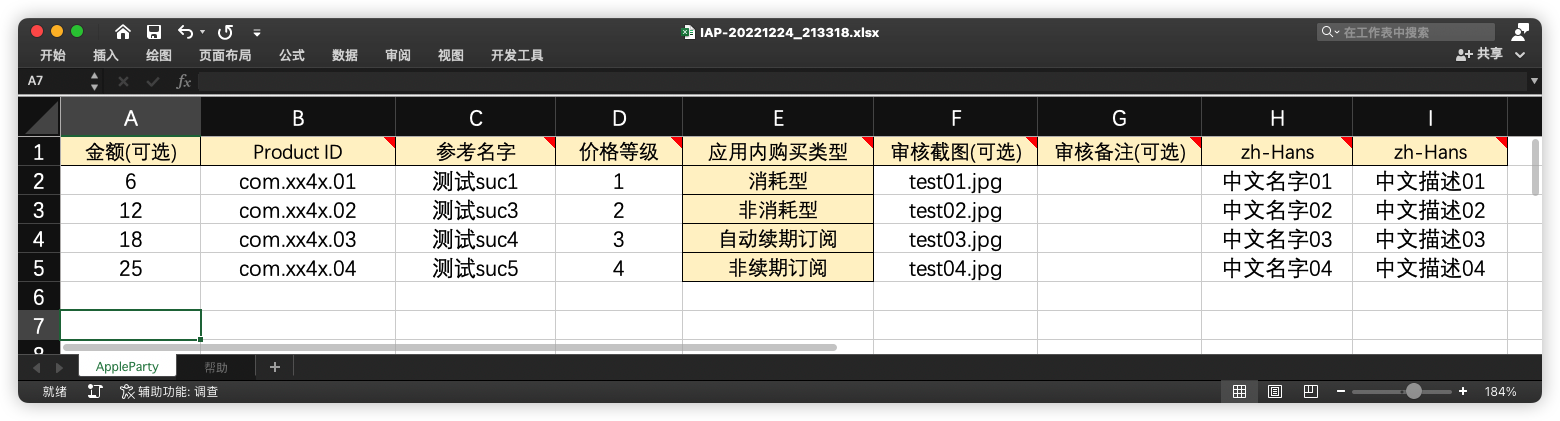 IAP-20221224_213318.xlsx
在工作表中搜索
开始 插入 绘图 页面布局 公式 数据 审阅 视图 开发工具 共享
A7 fx
A B C D E F G H I
1 金额(可选) Product ID 参考名字 价格等级 应用内购买类型 审核截图(可选) 审核备注(可选) zh-Hans zh-Hans
2 6 com.xx4x.01 测试suc1 1 消耗型 test01.jpg 中文名字01 中文描述01
3 12 com.xx4x.02 测试suc3 2 非消耗型 test02.jpg 中文名字02 中文描述02
4 18 com.xx4x.03 测试suc4 3 自动续期订阅 test03.jpg 中文名字03 中文描述03
5 25 com.xx4x.04 测试suc5 4 非续期订阅 test04.jpg 中文名字04 中文描述04
6
7
8
AppleParty 帮助 +
就绪 辅助功能: 调查 184%